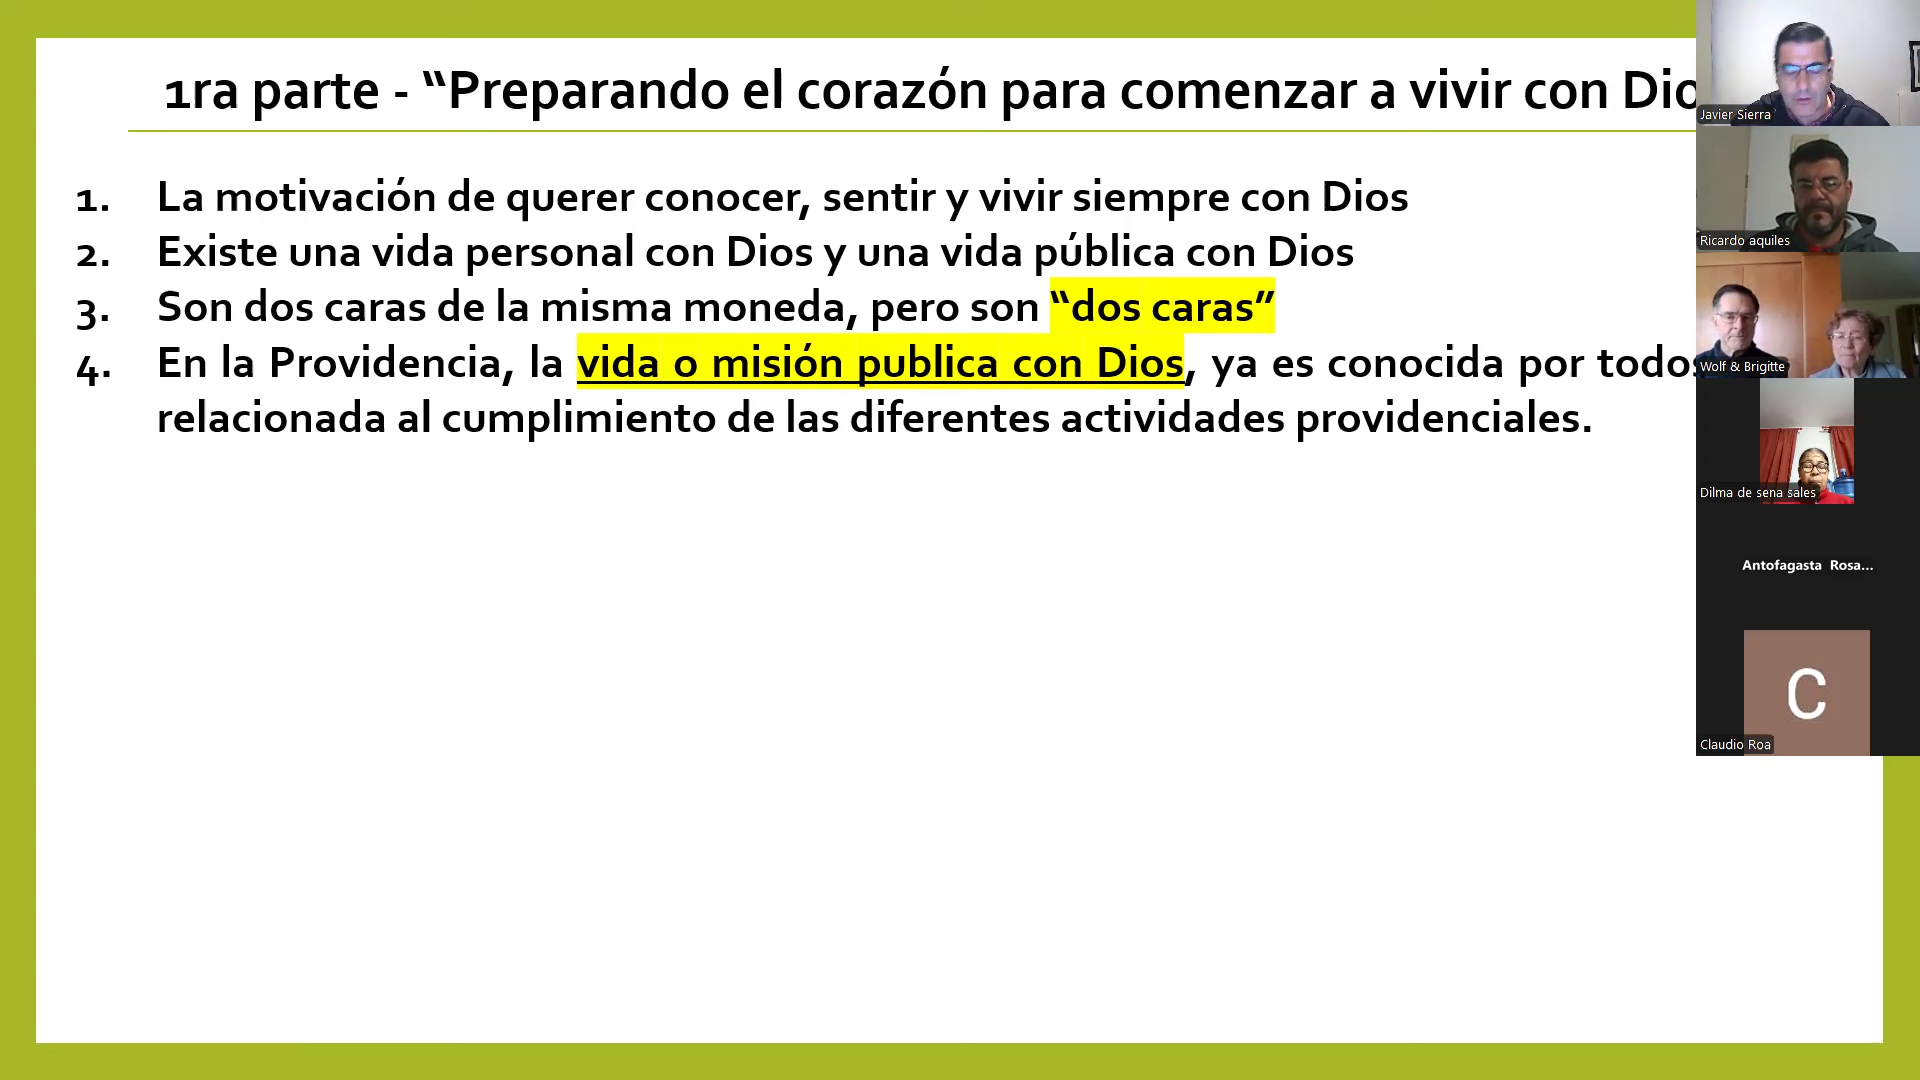 1ra parte - “Preparando el corazón para comenzar a vivir con Dio
1. La motivación de querer conocer, sentir y vivir siempre con Dios
2. Existe una vida personal con Dios y una vida pública con Dios
3. Son dos caras de la misma moneda, pero son “dos caras”
4. En la Providencia, la vida o misión publica con Dios, ya es conocida por todos
relacionada al cumplimiento de las diferentes actividades providenciales.
Javier Sierra
Ricardo aquiles
Wolf & Brigitte
Dilma de sena sales
Antofagasta Rosa...
C
Claudio Roa